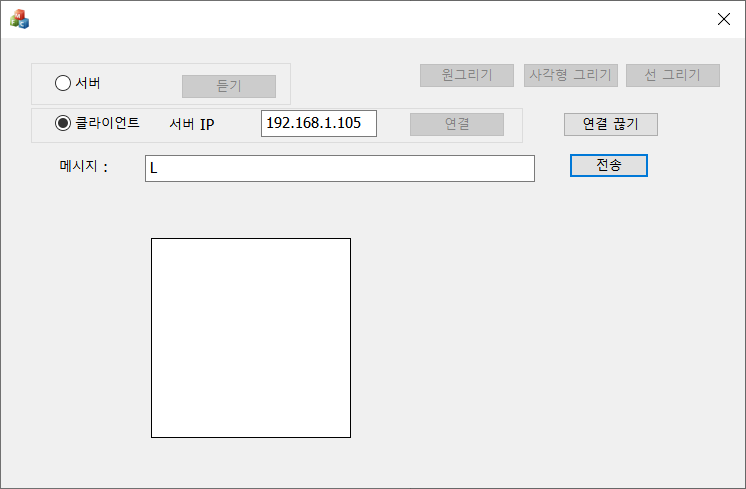 서버
듣기
원그리기
사각형 그리기
선 그리기
클라이언트
서버 IP
192.168.1.105
연결
연결 끊기
메시지 :
L
전송